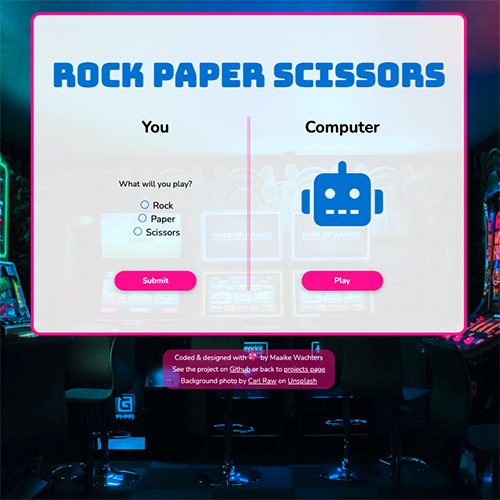 ROCK PAPER SCISSORS
You
Computer
What will you play?
Rock
Paper
Scissors
Submit
Play
Coded & designed with by Maaike Wachters
See the project on Github or back to projects page
Background photo by Carl Raw on Unsplash